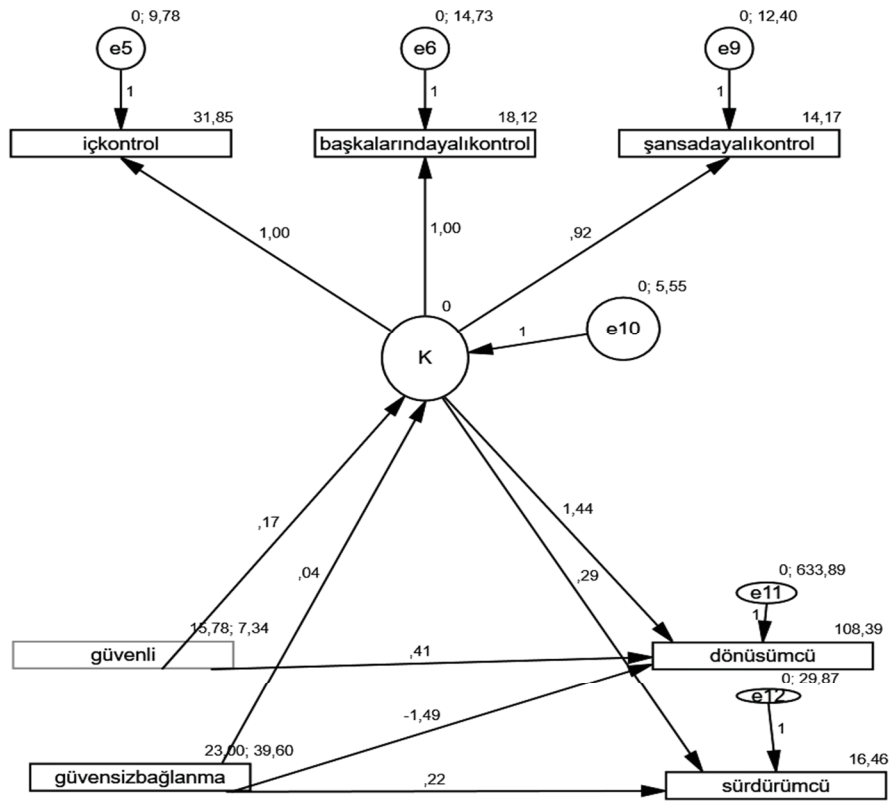 0; 9,78
0; 14,73
0; 12,40
e5
e6
e9
1
1
1
31,85
18,12
14,17
içkontrol
başkalarındayalıkontrol
şansadayalıkontrol
1,00
1,00
,92
0
0; 5,55
e10
1
K
,17
,04
1,44
,29
0; 633,89
e11
1
108,39
15,78; 7,34
güvenli
,41
dönüsümcü
0; 29,87
e12
-1,49
1
23,00; 39,60
16,46
güvensizbağlanma
,22
sürdürümcü